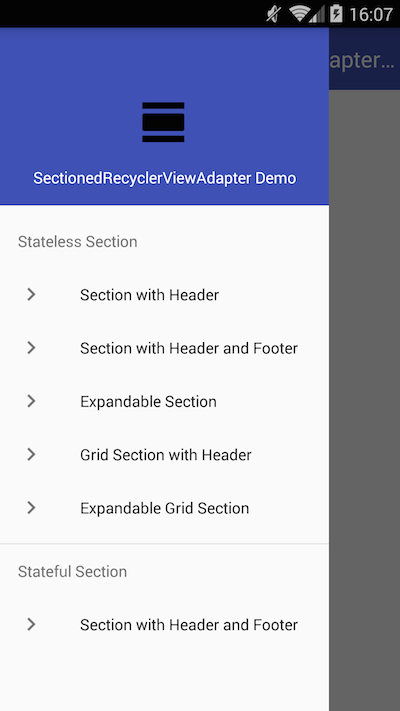 16:07
apter...
SectionedRecyclerViewAdapter Demo
Stateless Section
Section with Header
Section with Header and Footer
Expandable Section
Grid Section with Header
Expandable Grid Section
Stateful Section
Section with Header and Footer